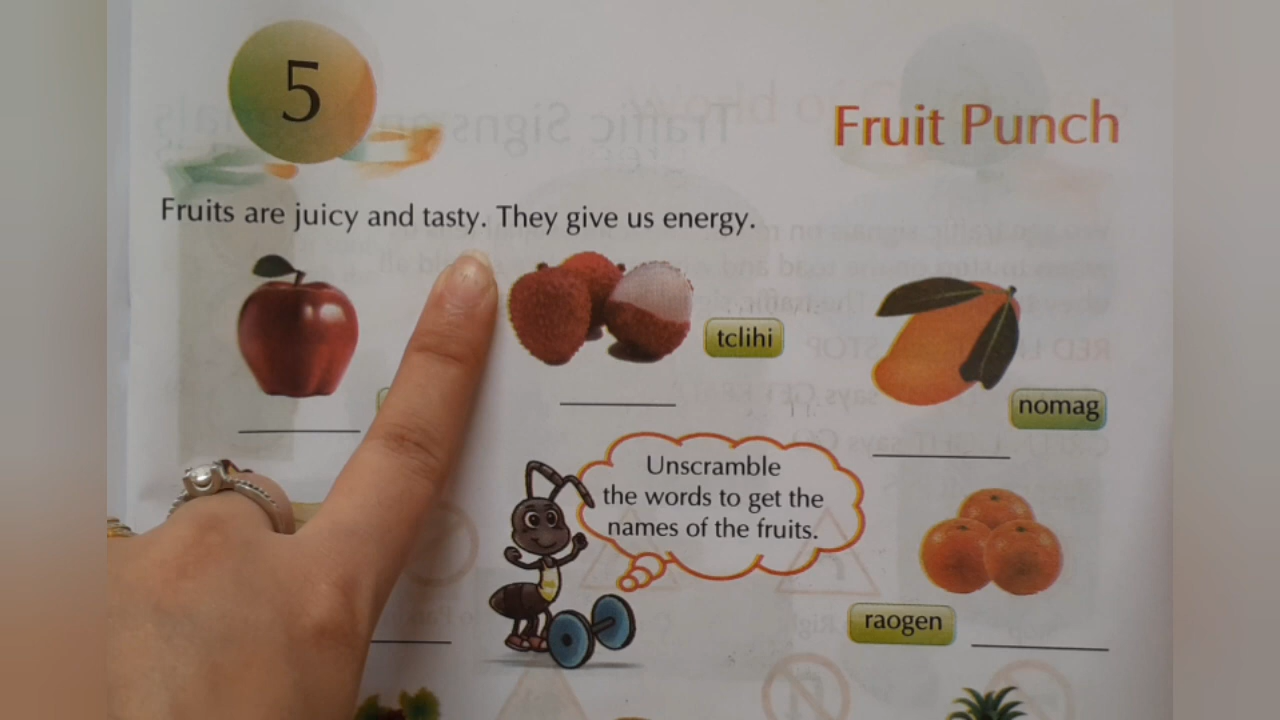 5
Fruit Punch
Fruits are juicy and tasty. They give us energy.
tclihi
nomag
Unscramble
the words to get the
names of the fruits.
raogen